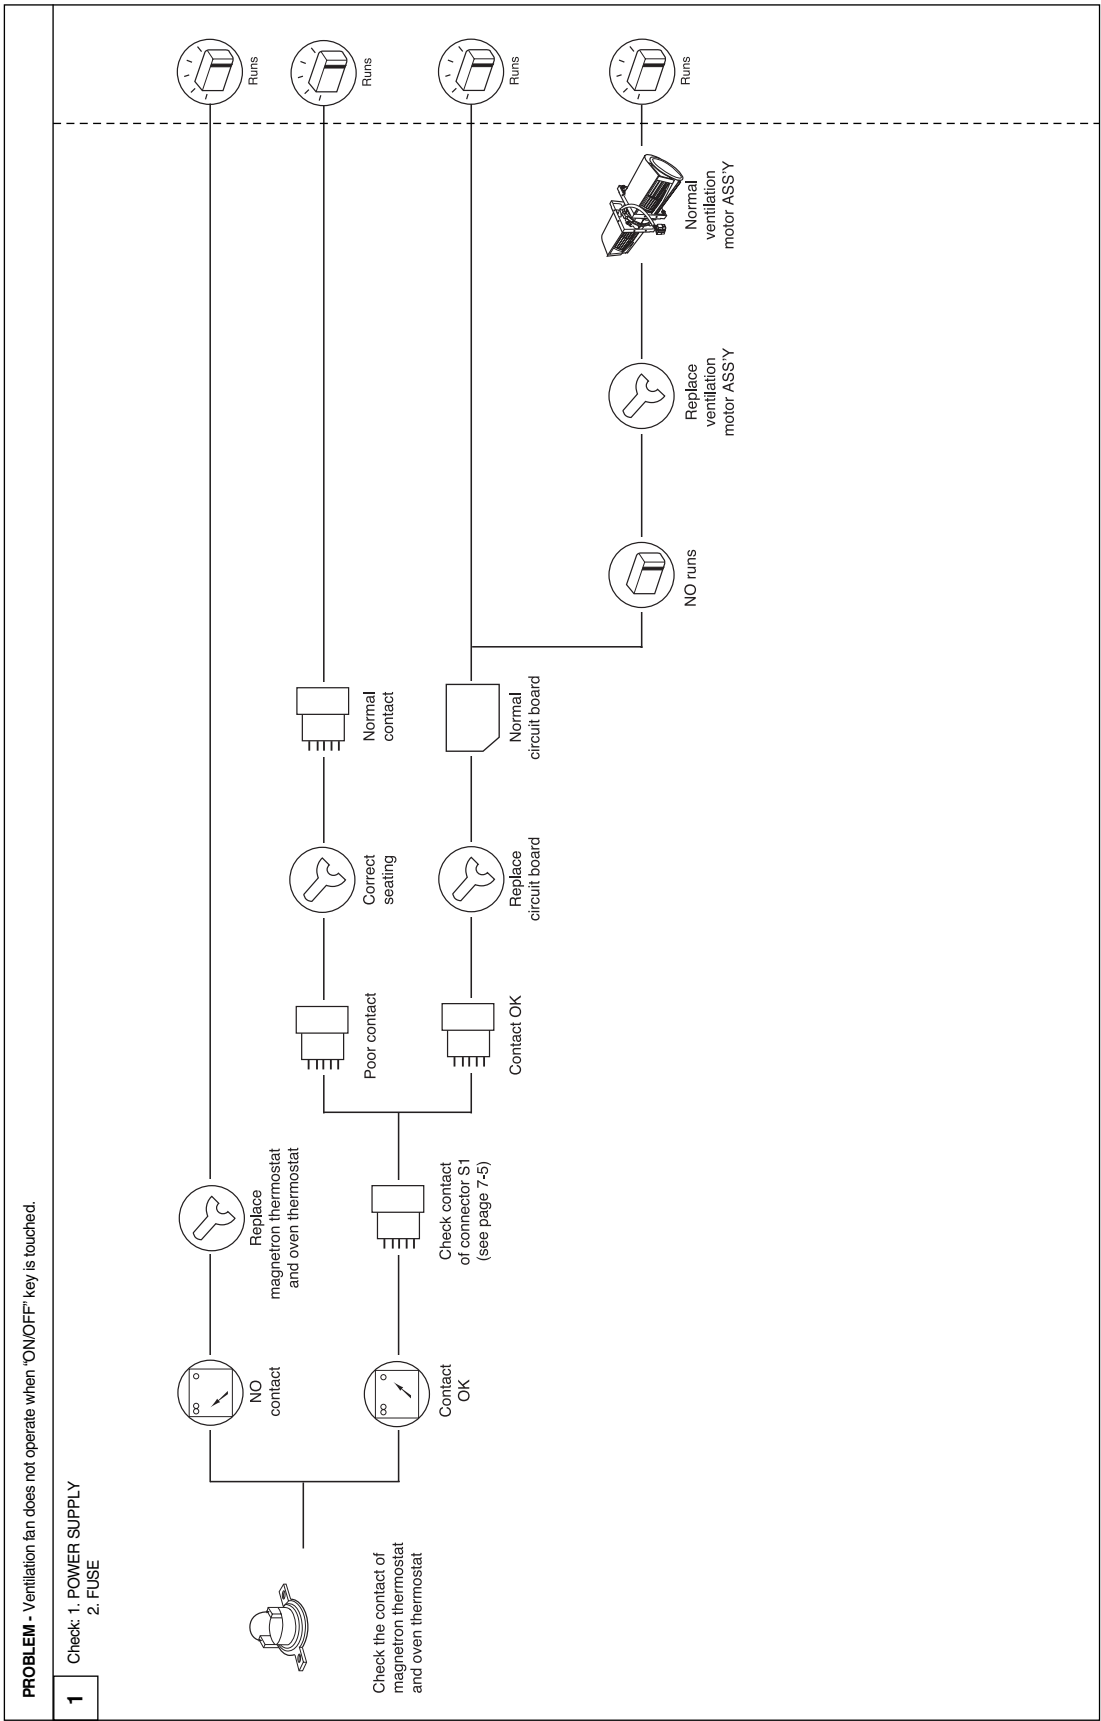 PROBLEM - Ventilation fan does not operate when "ON/OFF" key is touched.
1
Check: 1. POWER SUPPLY
2. FUSE
Check the contact of
magnetron thermostat
and oven thermostat
NO
contact
Replace
magnetron thermostat
and oven thermostat
Runs
Contact
OK
Check contact
of connector S1
(see page 7-5)
Poor contact
Correct
seating
Normal
contact
Runs
Contact OK
Replace
circuit board
Normal
circuit board
Runs
NO runs
Replace
ventilation
motor ASS'Y
Normal
ventilation
motor ASS'Y
Runs